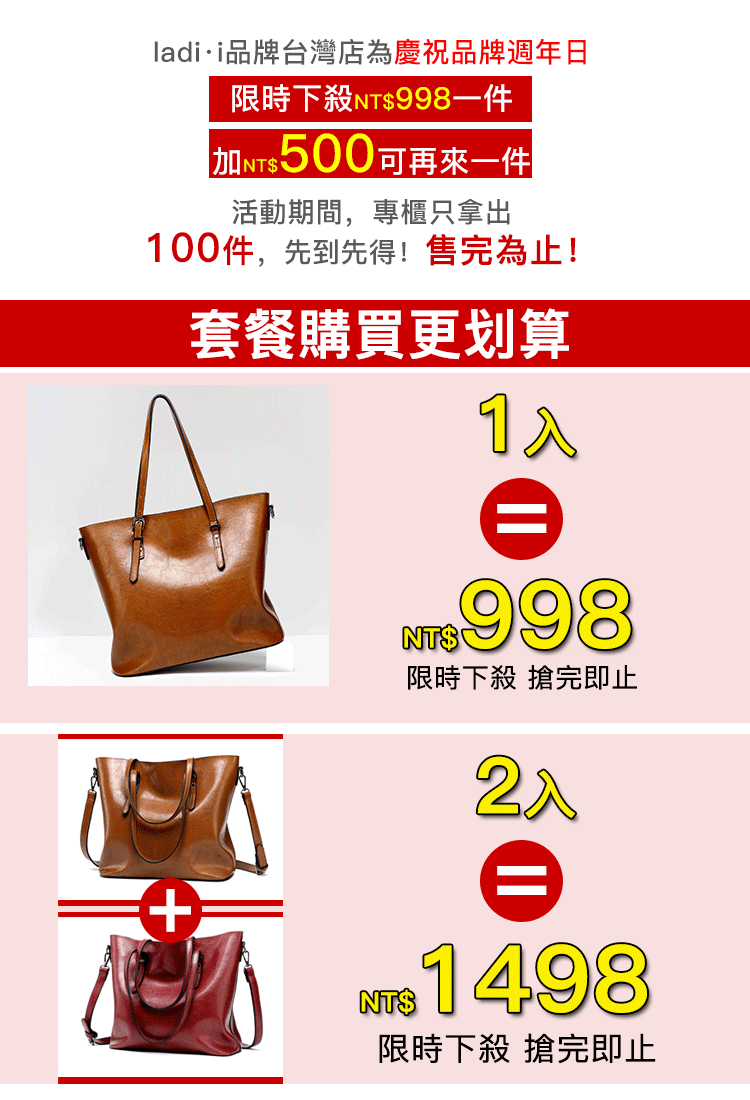 ladi·i品牌台灣店為慶祝品牌週年日
限時下殺NT$998一件
加NT$500可再來一件
活動期間，專櫃只拿出
100件，先到先得！售完為止！
套餐購買更划算
1入
=
NT$998
限時下殺 搶完即止
2入
+
=
NT$1498
限時下殺 搶完即止